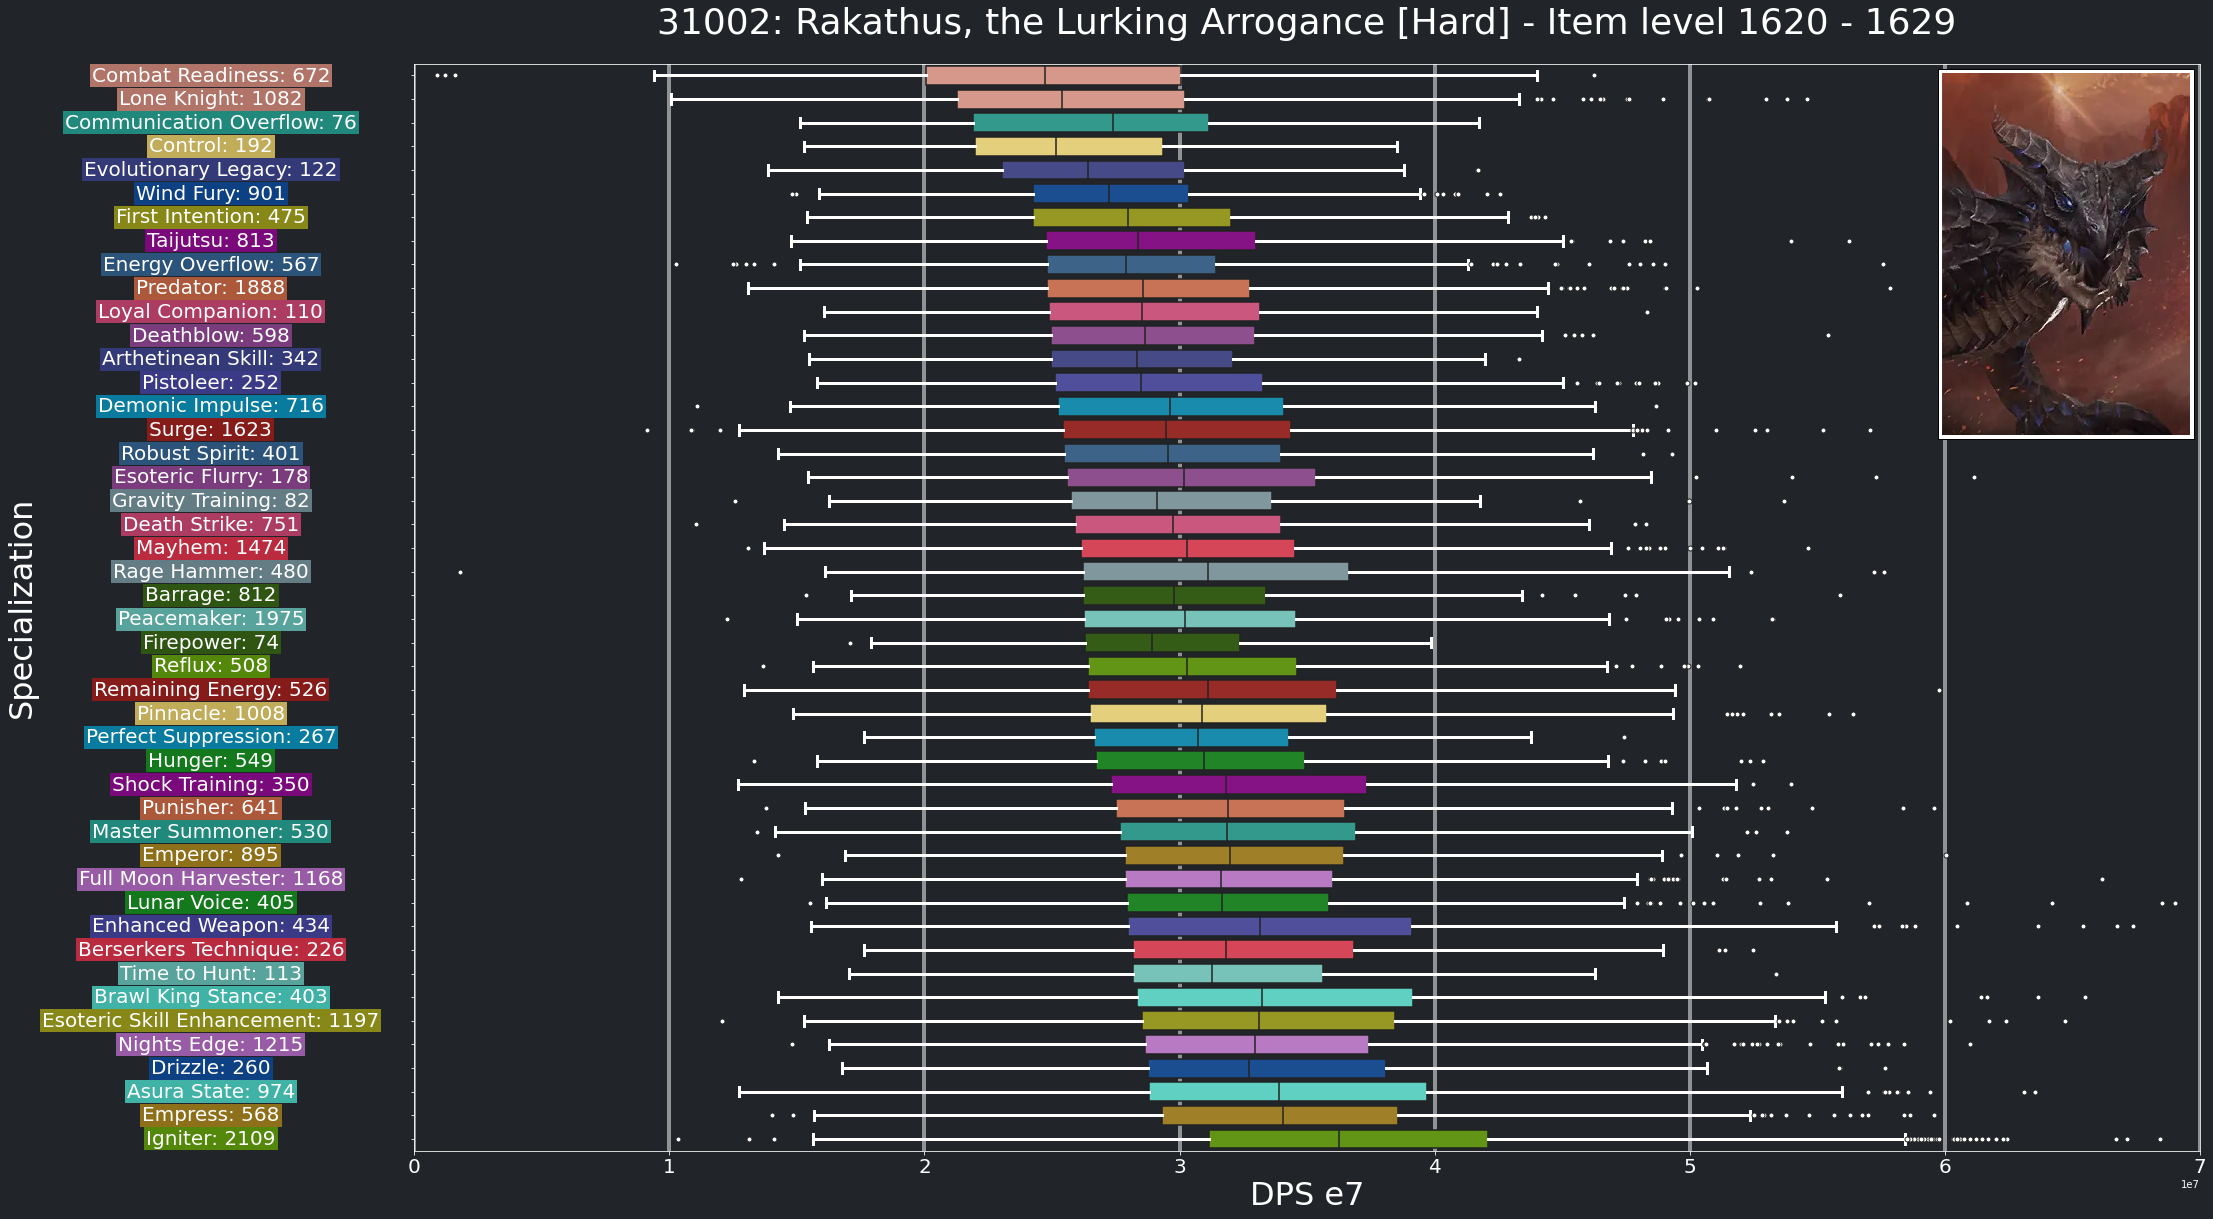 31002: Rakathus, the Lurking Arrogance [Hard] - Item level 1620 - 1629
Specialization
Combat Readiness: 672
Lone Knight: 1082
Communication Overflow: 76
Control: 192
Evolutionary Legacy: 122
Wind Fury: 901
First Intention: 475
Taijutsu: 813
Energy Overflow: 567
Predator: 1888
Loyal Companion: 110
Deathblow: 598
Arthetinean Skill: 342
Pistoleer: 252
Demonic Impulse: 716
Surge: 1623
Robust Spirit: 401
Esoteric Flurry: 178
Gravity Training: 82
Death Strike: 751
Mayhem: 1474
Rage Hammer: 480
Barrage: 812
Peacemaker: 1975
Firepower: 74
Reflux: 508
Remaining Energy: 526
Pinnacle: 1008
Perfect Suppression: 267
Hunger: 549
Shock Training: 350
Punisher: 641
Master Summoner: 530
Emperor: 895
Full Moon Harvester: 1168
Lunar Voice: 405
Enhanced Weapon: 434
Berserkers Technique: 226
Time to Hunt: 113
Brawl King Stance: 403
Esoteric Skill Enhancement: 1197
Nights Edge: 1215
Drizzle: 260
Asura State: 974
Empress: 568
Igniter: 2109
0 1 2 3 4 5 6 7
1e7
DPS e7